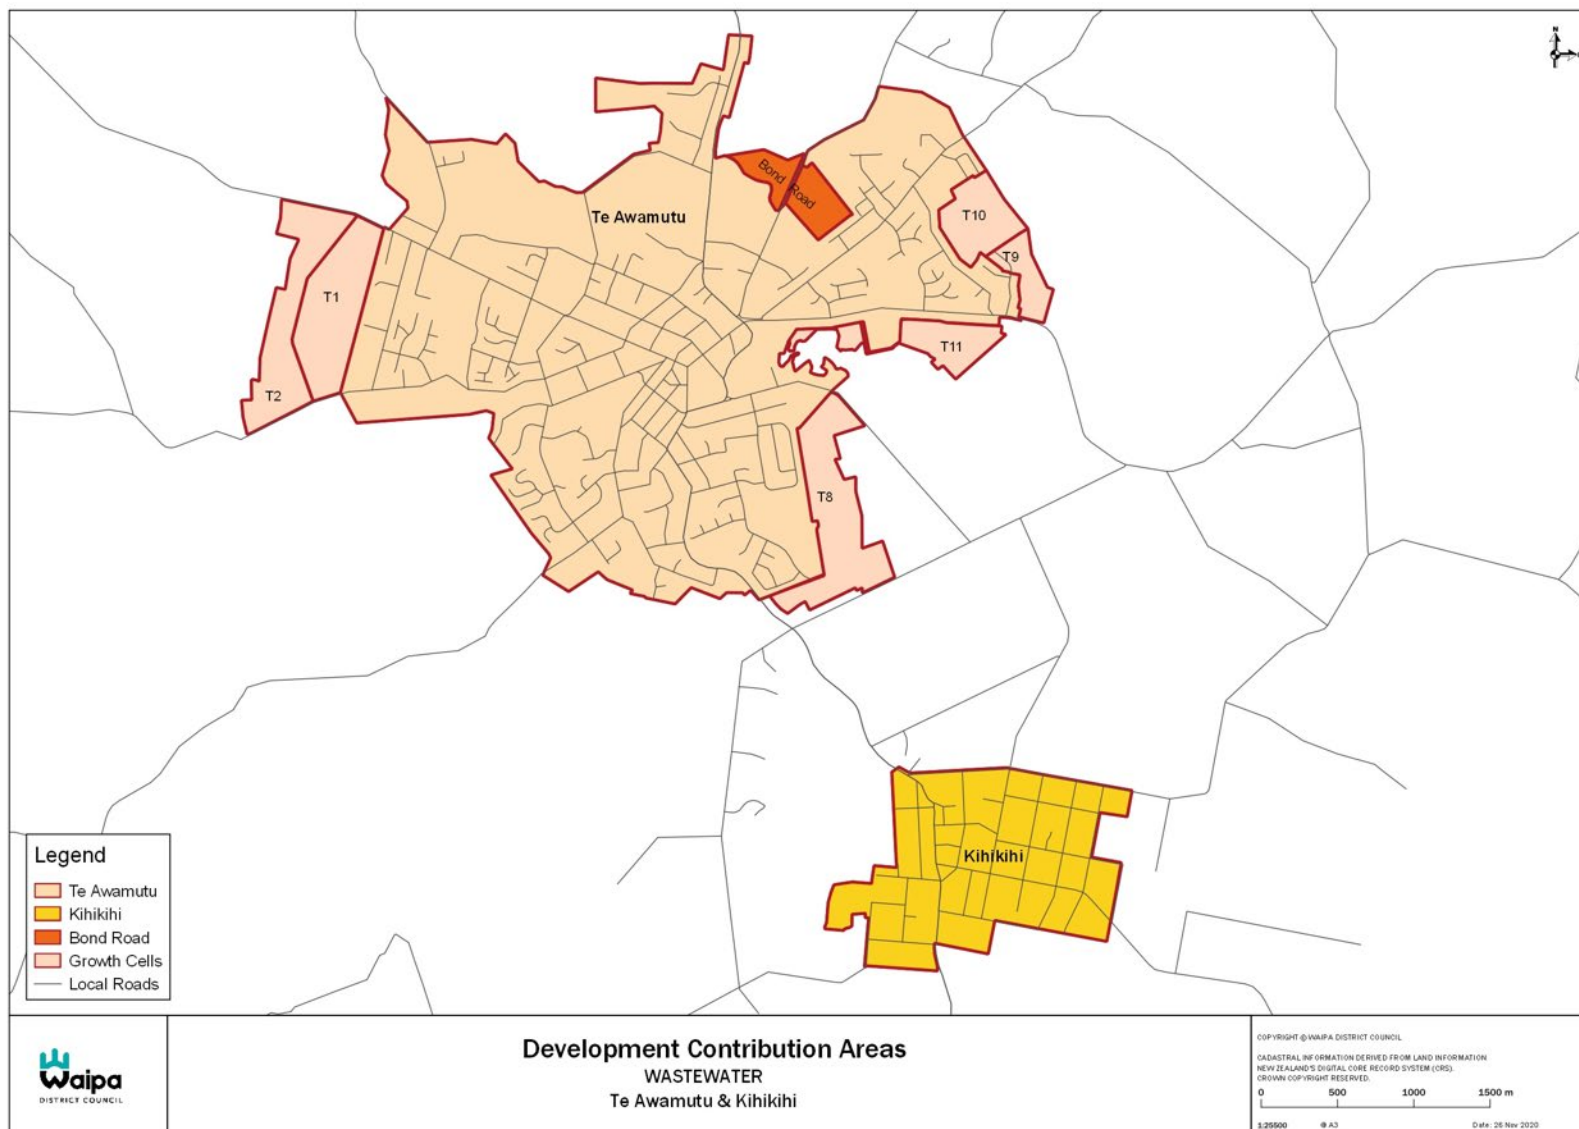 N
Te Awamutu
Bond Road
T10
T9
T1
T11
T2
T8
Kihikihi
Legend
Te Awamutu
Kihikihi
Bond Road
Growth Cells
Local Roads
Waipa
DISTRICT COUNCIL
Development Contribution Areas
WASTEWATER
Te Awamutu & Kihikihi
COPYRIGHT © WAIPA DISTRICT COUNCIL
CADASTRAL INFORMATION DERIVED FROM LAND INFORMATION
NEW ZEALAND'S DIGITAL CORE RECORD SYSTEM (CRS).
CROWN COPYRIGHT RESERVED.
0 500 1000 1500 m
1:25500 @ A3 Date: 26 Nov 2020